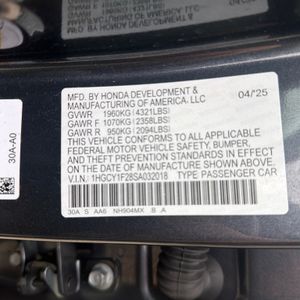 MFD. BY HONDA DEVELOPMENT &
MANUFACTURING OF AMERICA, LLC
04/25
GVWR 1960KG(4321LBS)
GAWR F 1070KG(2358LBS)
GAWR R 950KG(2094LBS)
THIS VEHICLE CONFORMS TO ALL APPLICABLE
FEDERAL MOTOR VEHICLE SAFETY, BUMPER,
AND THEFT PREVENTION STANDARDS IN EFFECT ON
THE DATE OF MANUFACTURE SHOWN ABOVE.
V.I.N.: 1HGCY1F28SA032018 TYPE: PASSENGER CAR
30A S AA6 NH904MX B A
30A-A0